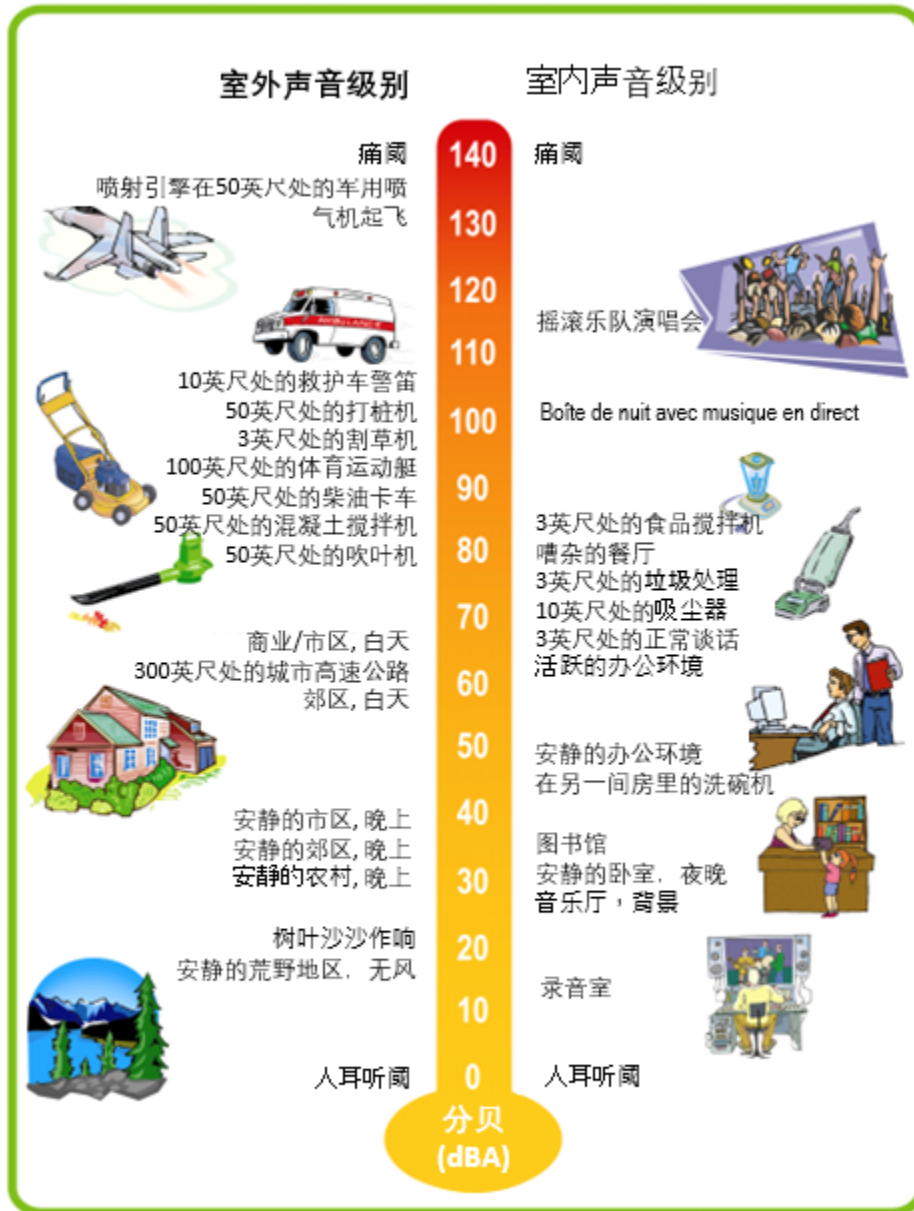 室外声音级别
室内声音级别
痛阈
140
痛阈
喷射引擎在50英尺处的军用喷
气机起飞
130
120
摇滚乐队演唱会
110
AMBULANCE
10英尺处的救护车警笛
50英尺处的打桩机
100
Boîte de nuit avec musique en direct
3英尺处的割草机
100英尺处的体育运动艇
90
50英尺处的柴油卡车
50英尺处的混凝土搅拌机
3英尺处的食品搅拌机
80
50英尺处的吹叶机
嘈杂的餐厅
3英尺处的垃圾处理
10英尺处的吸尘器
70
商业/市区, 白天
3英尺处的正常谈话
300英尺处的城市高速公路
活跃的办公环境
60
郊区, 白天
50
安静的办公环境
在另一间房里的洗碗机
40
安静的市区, 晚上
安静的郊区, 晚上
图书馆
安静的农村, 晚上
30
安静的卧室，夜晚
音乐厅，背景
树叶沙沙作响
20
安静的荒野地区，无风
录音室
10
人耳听阈
0
人耳听阈
分贝
(dBA)